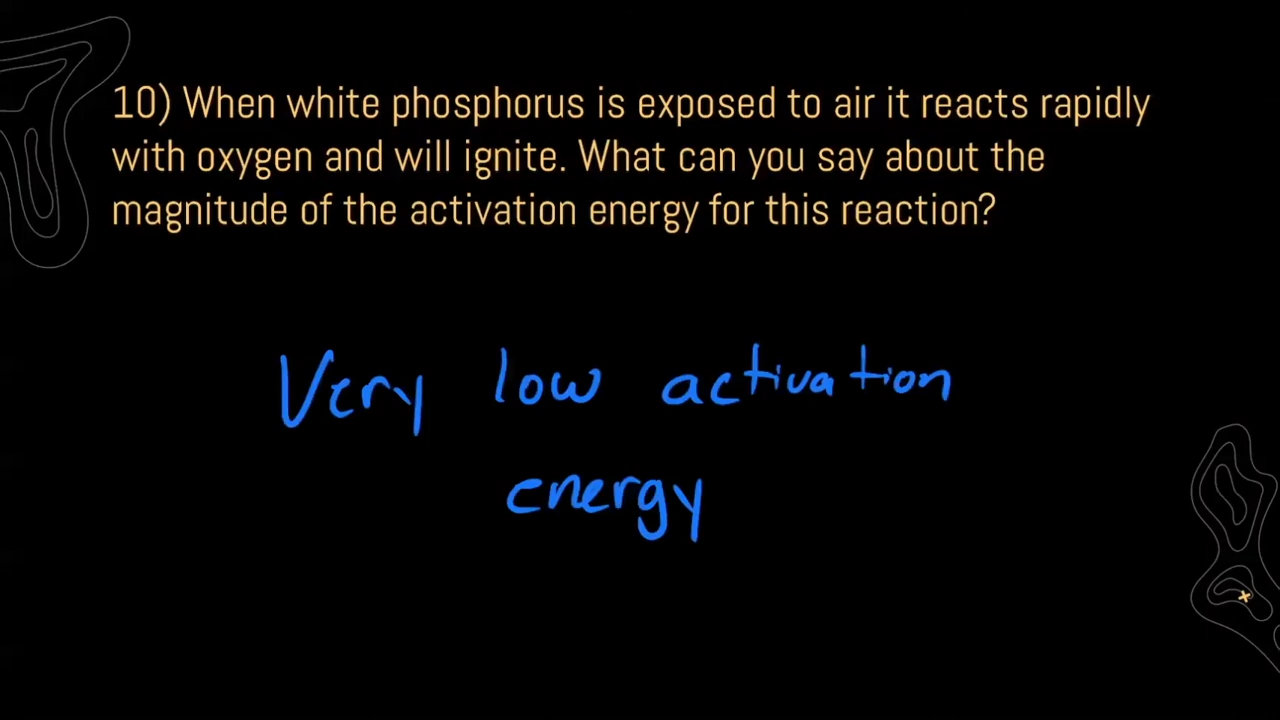 10) When white phosphorus is exposed to air it reacts rapidly
with oxygen and will ignite. What can you say about the
magnitude of the activation energy for this reaction?
Very low activation
energy